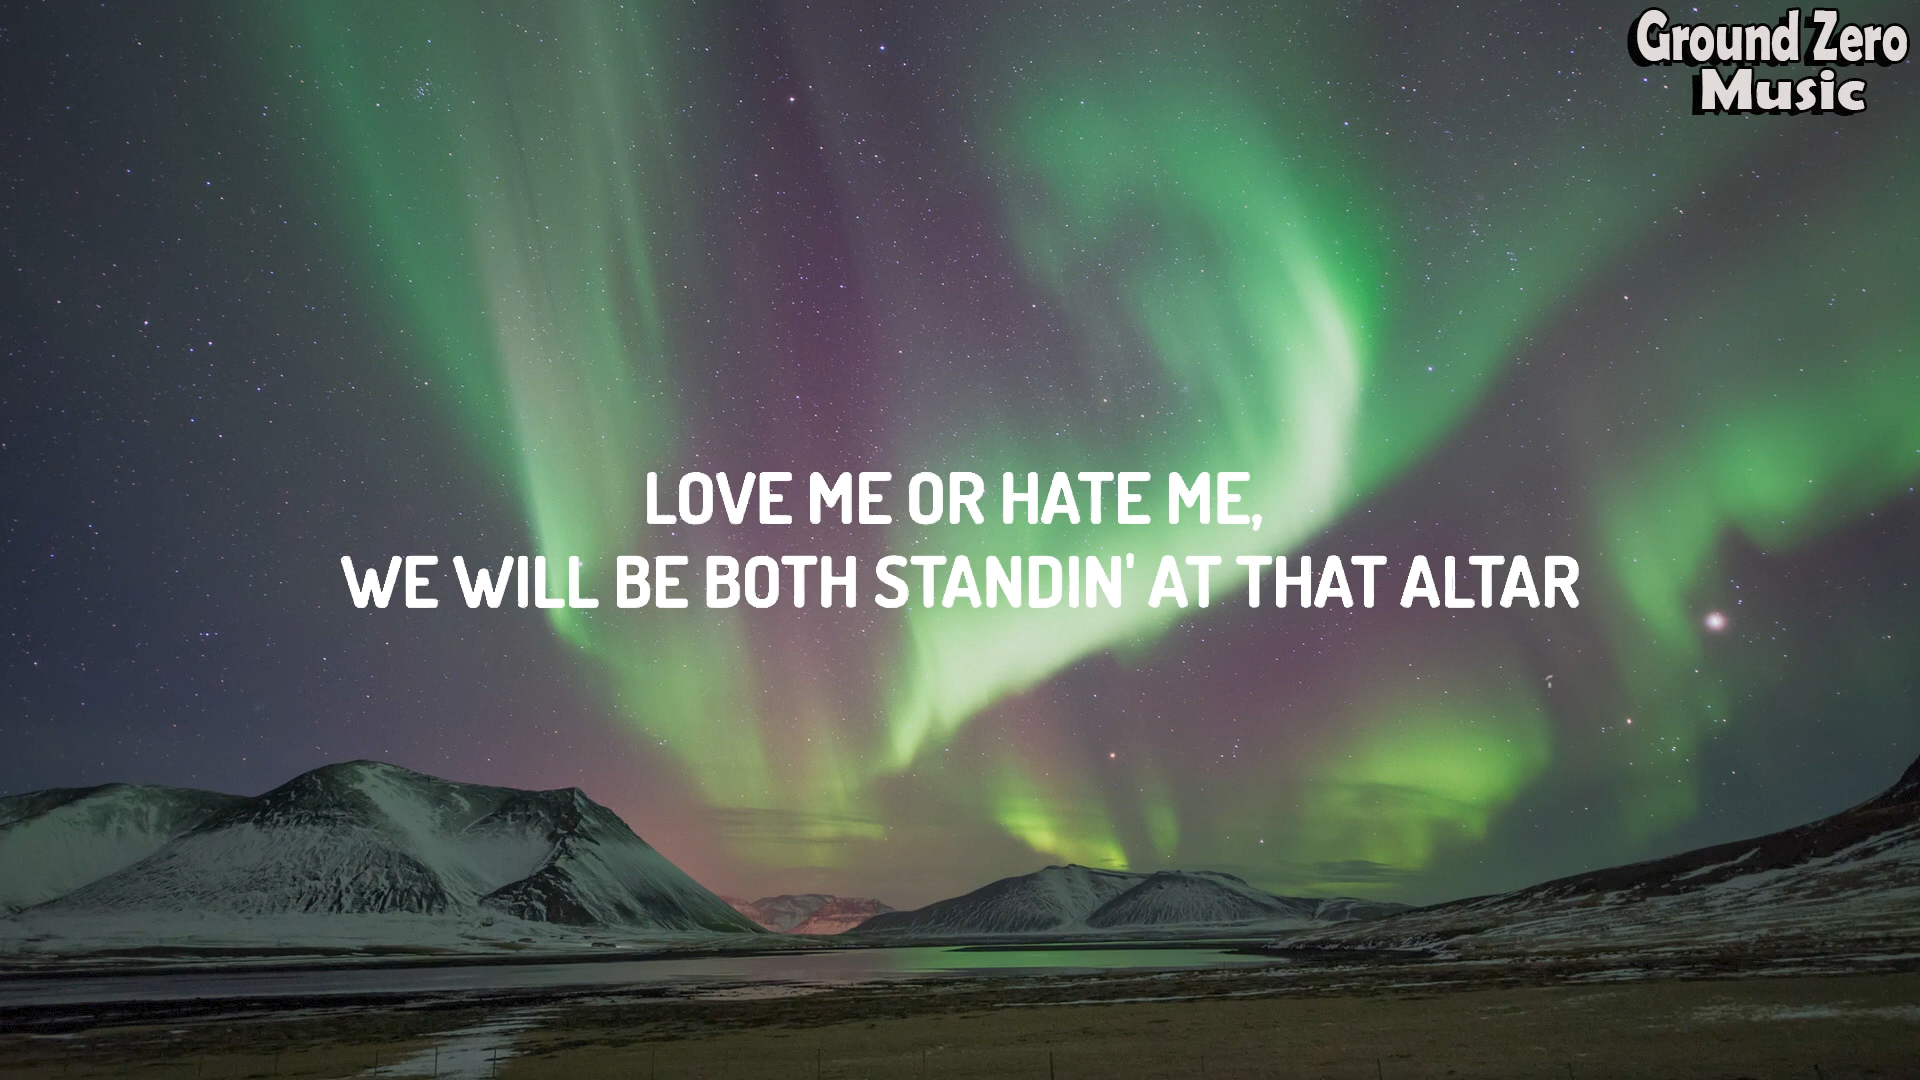 Ground Zero
Music
LOVE ME OR HATE ME,
WE WILL BE BOTH STANDIN' AT THAT ALTAR